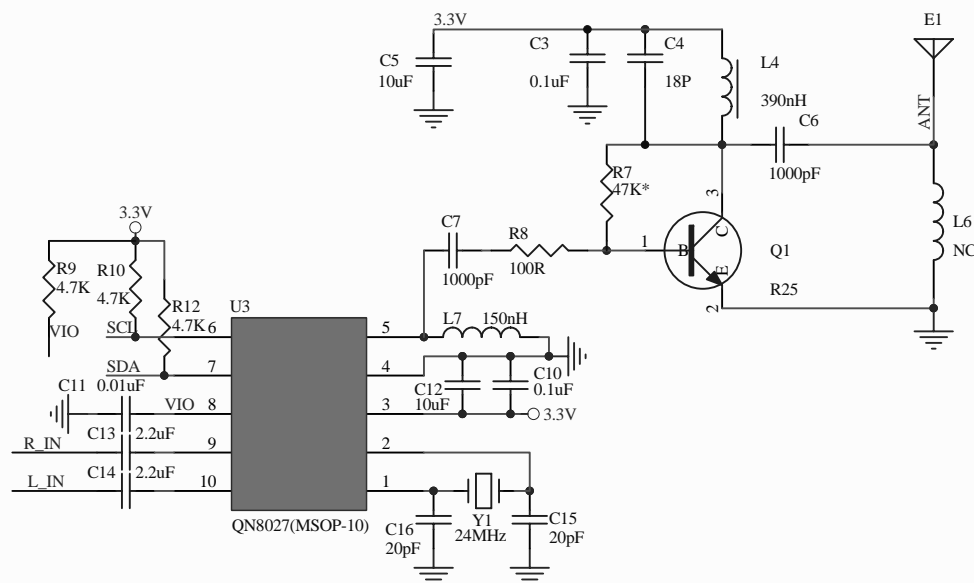 3.3V
E1
C5
10uF
C3
0.1uF
C4
18P
L4
390nH
ANT
C6
1000pF
R7
47K*
3
C
3.3V
C7
R8
1
B
Q1
L6
NC
1000pF
100R
E
R25
2
R9
4.7K
R10
4.7K
R12
4.7K
U3
VIO
SCL
6
5
L7
150nH
SDA
7
4
C11
0.01uF
VIO
8
3
C12
10uF
C10
0.1uF
3.3V
C13
2.2uF
R_IN
9
2
C14
2.2uF
L_IN
10
1
QN8027(MSOP-10)
C16
20pF
Y1
24MHz
C15
20pF